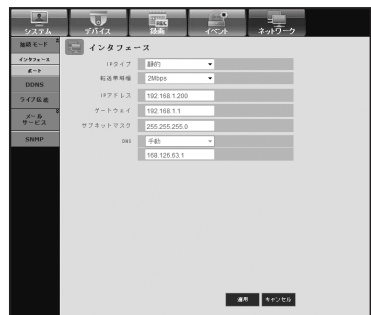 システム
デバイス
REC
録画
イベント
ネットワーク
接続モード
インタフェース
ポート
DDNS
ライブ伝送
メール
サービス
SNMP
インタフェース
IPタイプ 静的
転送帯域幅 2Mbps
IPアドレス 192.168.1.200
ゲートウェイ 192.168.1.1
サブネットマスク 255.255.255.0
DNS 手動
168.126.63.1
適用 キャンセル